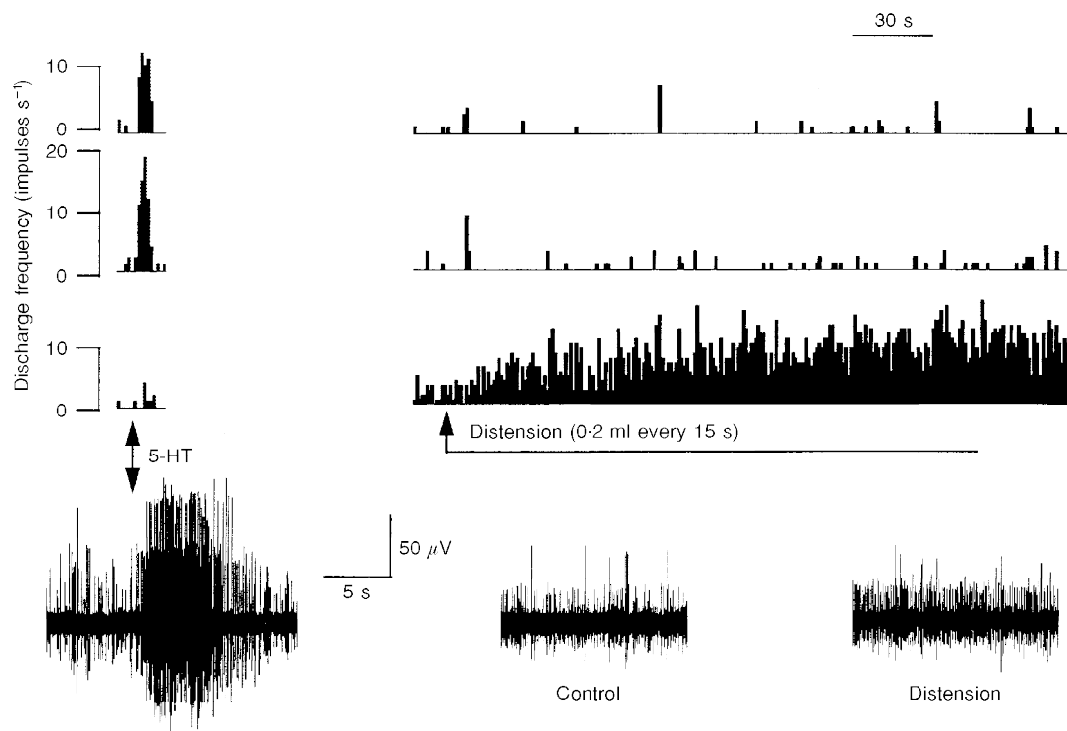 30 s
Discharge frequency (impulses s⁻¹)
10
0
20
10
0
10
0
5-HT
Distension (0·2 ml every 15 s)
50 µV
5 s
Control
Distension